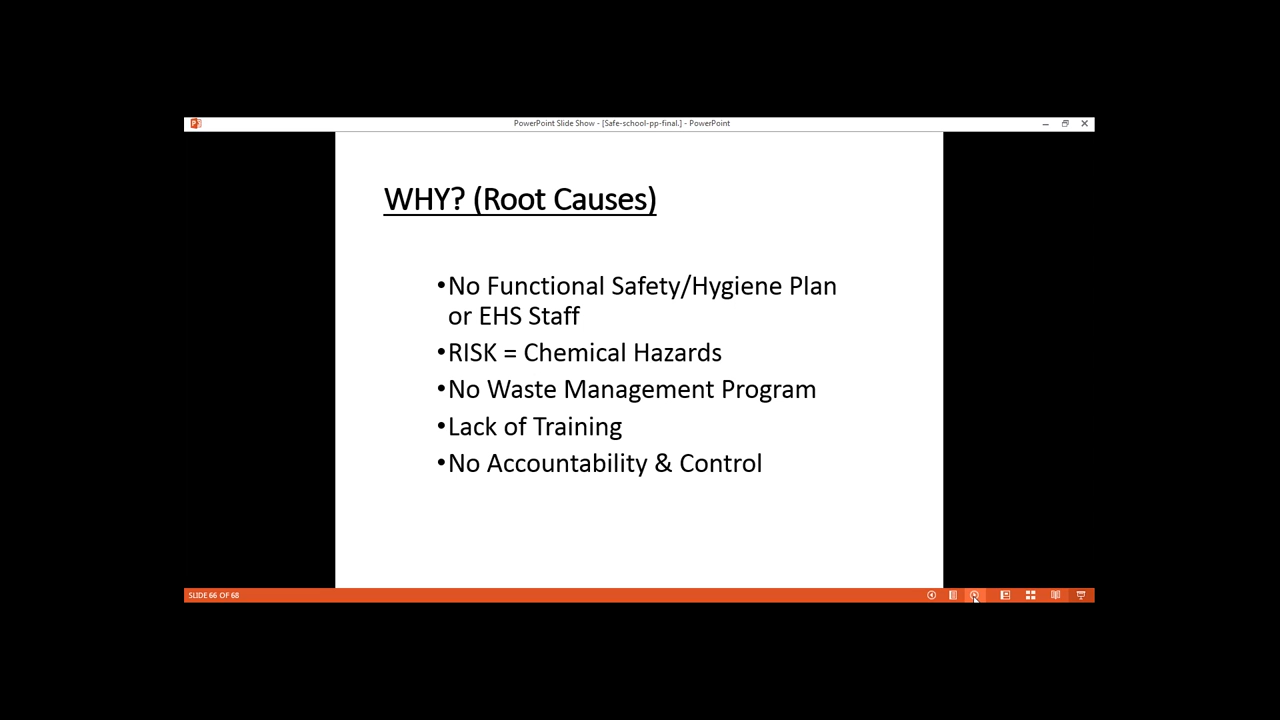 PowerPoint Slide Show - [Safe-school-pp-final.] - PowerPoint
WHY? (Root Causes)
•No Functional Safety/Hygiene Plan
or EHS Staff
•RISK = Chemical Hazards
•No Waste Management Program
•Lack of Training
•No Accountability & Control
SLIDE 66 OF 68